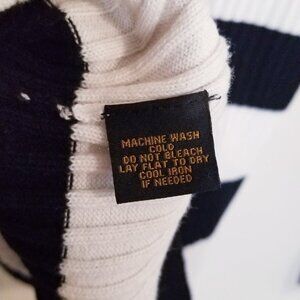 MACHINE WASH
COLD
DO NOT BLEACH
LAY FLAT TO DRY
COOL IRON
IF NEEDED